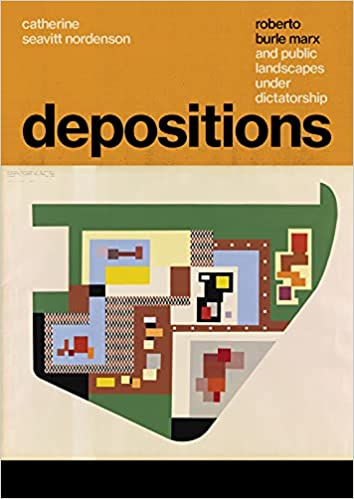 catherine
seavitt nordenson
roberto
burle marx
and public
landscapes
under
dictatorship
depositions